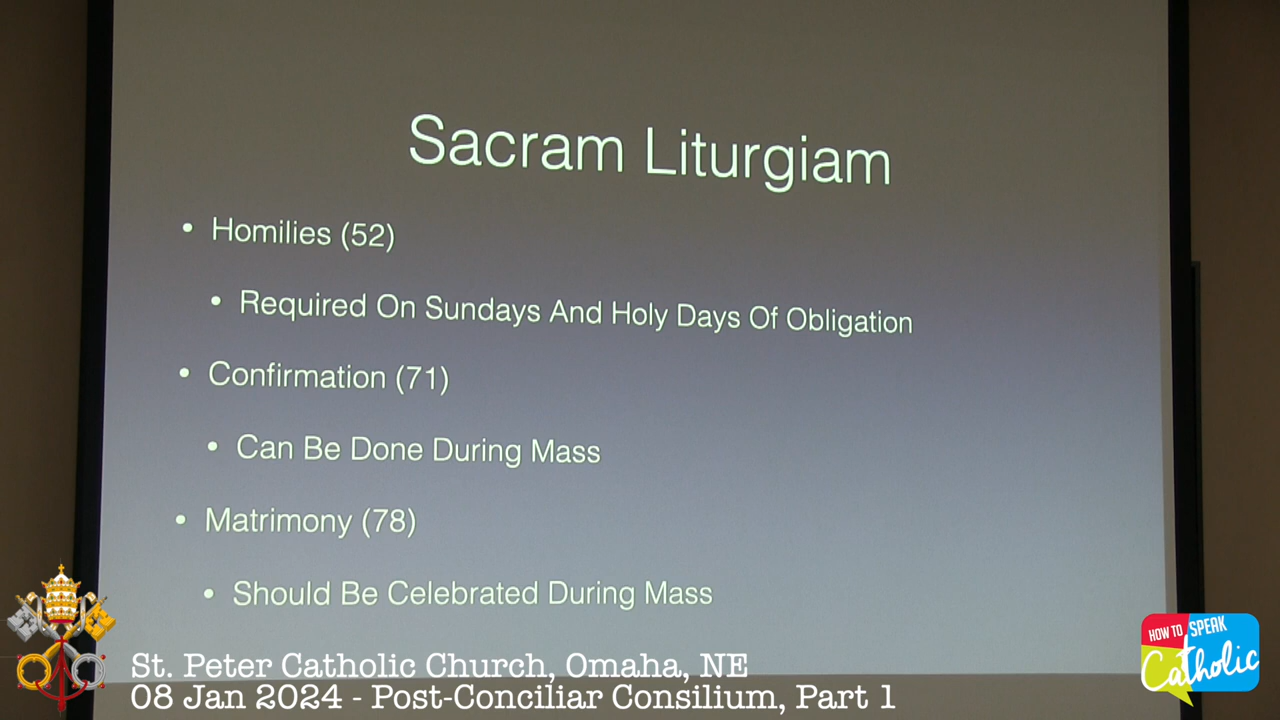 Sacram Liturgiam
• Homilies (52)
• Required On Sundays And Holy Days Of Obligation
• Confirmation (71)
• Can Be Done During Mass
• Matrimony (78)
• Should Be Celebrated During Mass
St. Peter Catholic Church, Omaha, NE
08 Jan 2024 - Post-Conciliar Consilium, Part 1
HOW TO SPEAK
Catholic